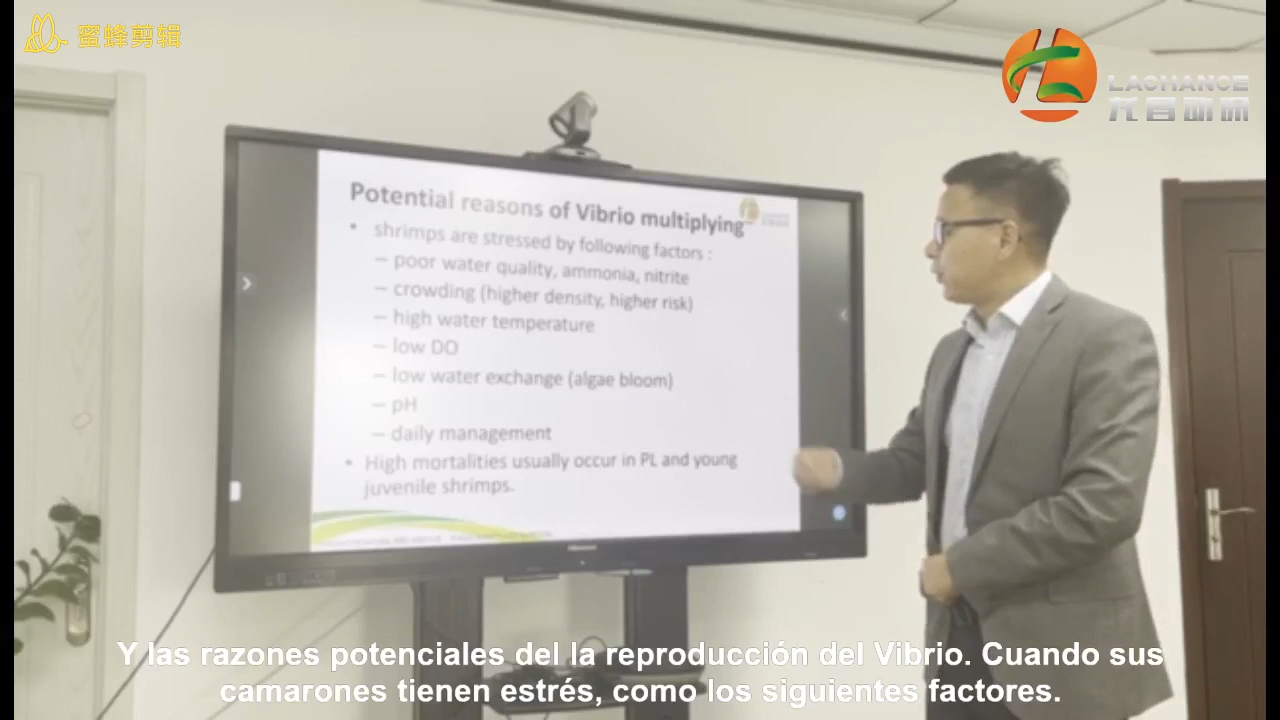 蜜蜂剪辑
LACHANCE
Potential reasons of Vibrio multiplying
• shrimps are stressed by following factors :
– poor water quality, ammonia, nitrite
– crowding (higher density, higher risk)
– high water temperature
– low DO
– low water exchange (algae bloom)
– pH
– daily management
• High mortalities usually occur in PL and young
juvenile shrimps.
Y las razones potenciales del la reproducción del Vibrio. Cuando sus
camarones tienen estrés, como los siguientes factores.